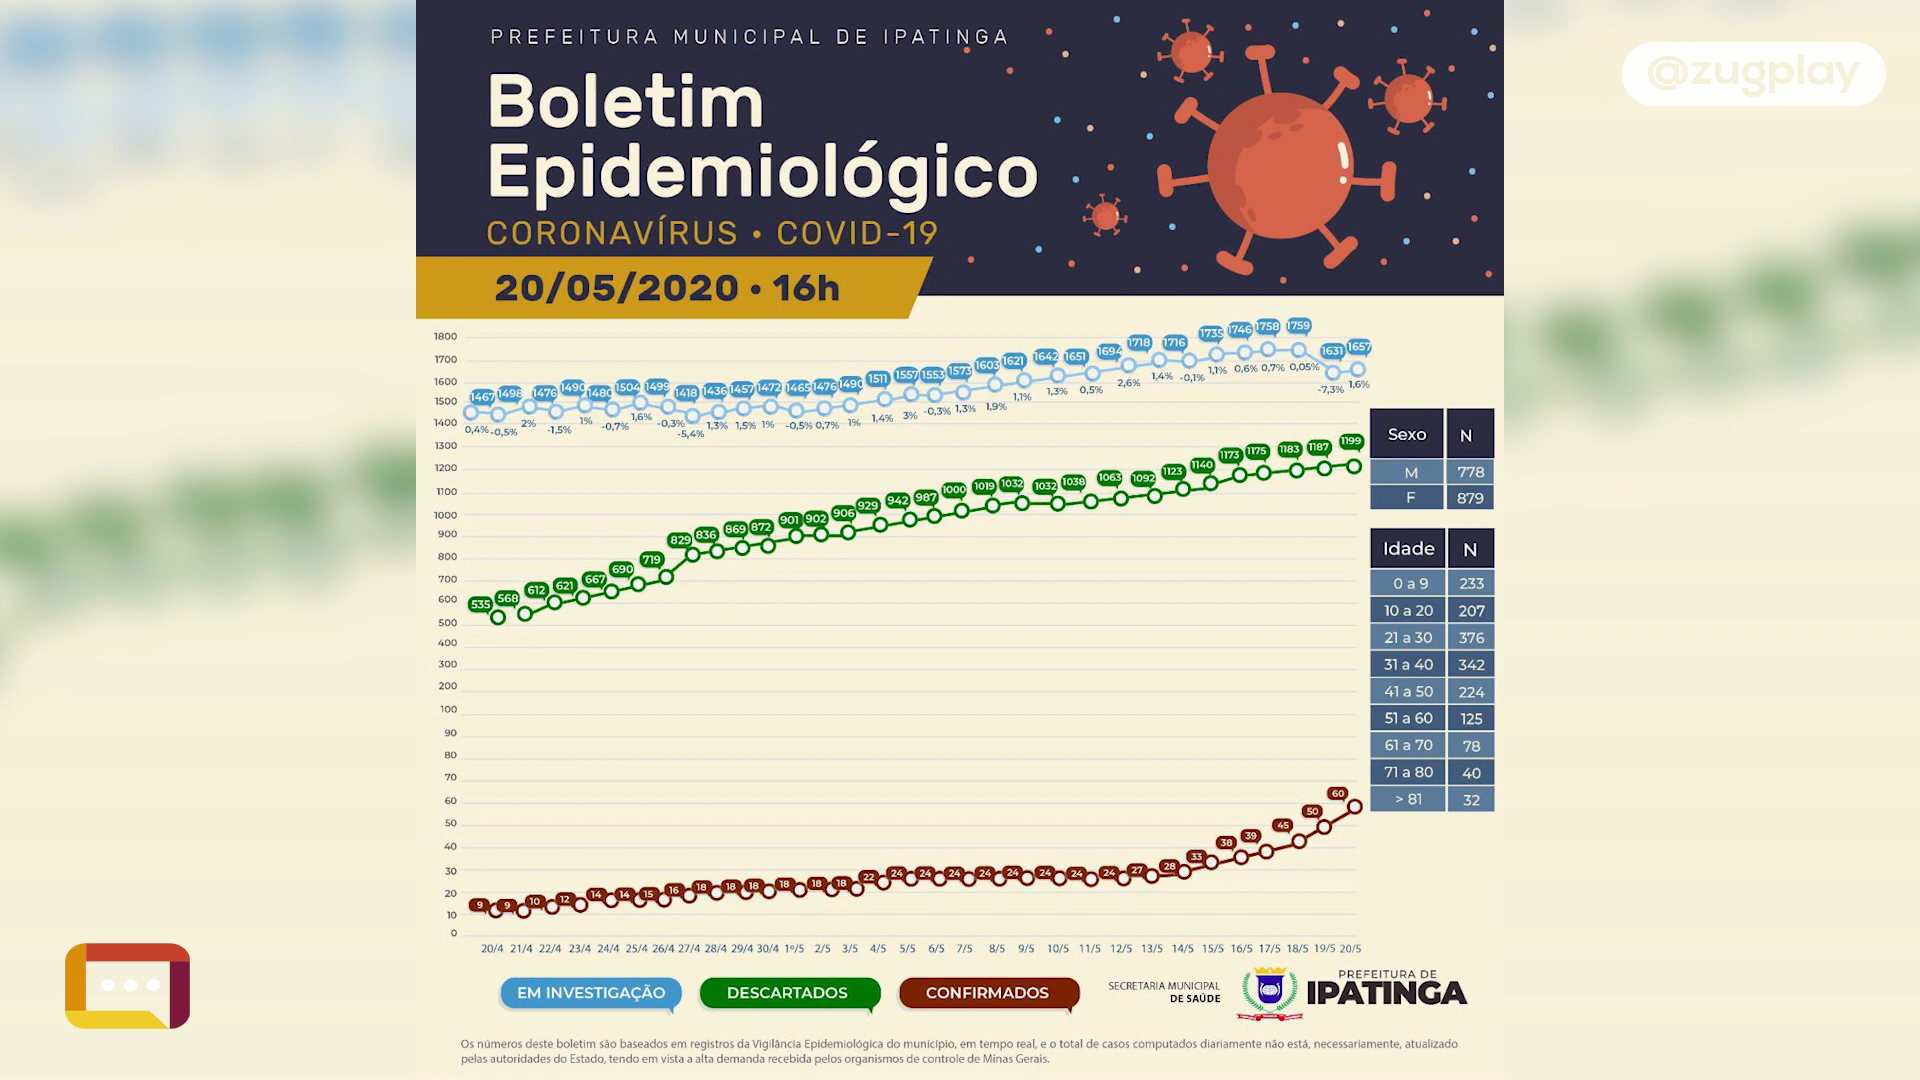 PREFEITURA MUNICIPAL DE IPATINGA
@zugplay
Boletim
Epidemiológico
CORONAVÍRUS • COVID-19
20/05/2020 • 16h
1800
1700
1600
1500
1400
1300
1200
1100
1000
900
800
700
600
500
400
300
200
100
90
80
70
60
50
40
30
20
10
0
1467 1498 1476 1490 1480 1504 1499 1418 1436 1457 1472 1465 1476 1490 1511 1557 1553 1573 1603 1621 1642 1651 1694 1718 1716 1735 1746 1758 1759 1631 1657
0,4% -0,5% 2% -1,5% 1% -0,7% 1,6% -0,3% -5,4% 1,3% 1,5% 1% -0,5% 0,7% 1% 1,4% 3% -0,3% 1,3% 1,9% 1,1% 1,3% 0,5% 2,6% 1,4% -0,1% 1,1% 0,6% 0,7% 0,05% -7,3% 1,6%
535 568 612 621 667 690 719 829 836 869 872 901 902 906 929 942 987 1000 1019 1032 1032 1038 1063 1092 1123 1140 1173 1175 1183 1187 1199
9 9 10 12 14 14 15 16 18 18 18 18 18 18 22 24 24 24 24 24 24 24 24 27 28 33 38 39 45 50 60
20/4 21/4 22/4 23/4 24/4 25/4 26/4 27/4 28/4 29/4 30/4 1º/5 2/5 3/5 4/5 5/5 6/5 7/5 8/5 9/5 10/5 11/5 12/5 13/5 14/5 15/5 16/5 17/5 18/5 19/5 20/5
Sexo N
M 778
F 879
Idade N
0 a 9 233
10 a 20 207
21 a 30 376
31 a 40 342
41 a 50 224
51 a 60 125
61 a 70 78
71 a 80 40
> 81 32
EM INVESTIGAÇÃO
DESCARTADOS
CONFIRMADOS
SECRETARIA MUNICIPAL
DE SAÚDE
PREFEITURA DE
IPATINGA
Os números deste boletim são baseados em registros da Vigilância Epidemiológica do município, em tempo real, e o total de casos computados diariamente não está, necessariamente, atualizado
pelas autoridades do Estado, tendo em vista a alta demanda recebida pelos organismos de controle de Minas Gerais.